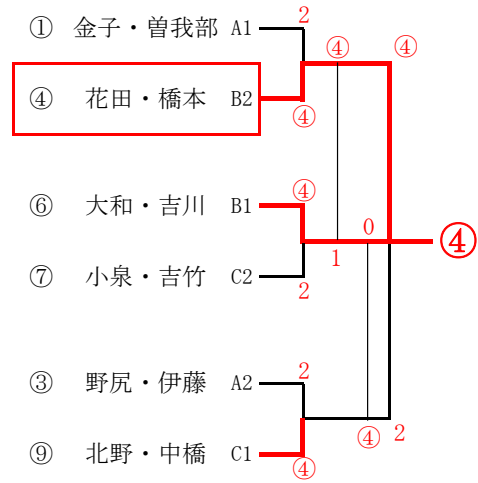 2
① 金子・曽我部 A1
④ ④
④ 花田・橋本 B2
④
④
⑥ 大和・吉川 B1
0
④
1
⑦ 小泉・吉竹 C2
2
2
③ 野尻・伊藤 A2
④ 2
⑨ 北野・中橋 C1
④